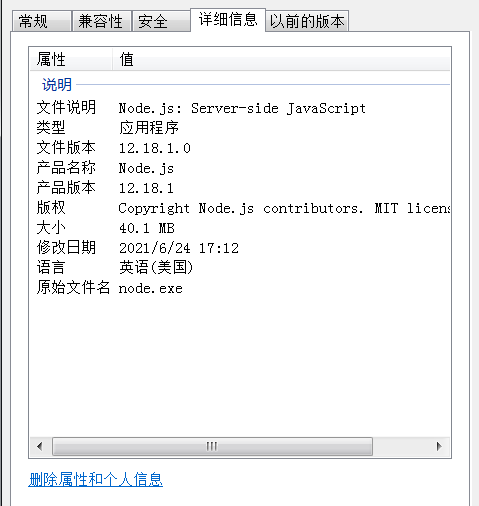 常规 兼容性 安全 详细信息 以前的版本
属性 值
说明
文件说明 Node.js: Server-side JavaScript
类型 应用程序
文件版本 12.18.1.0
产品名称 Node.js
产品版本 12.18.1
版权 Copyright Node.js contributors. MIT licens
大小 40.1 MB
修改日期 2021/6/24 17:12
语言 英语(美国)
原始文件名 node.exe
删除属性和个人信息